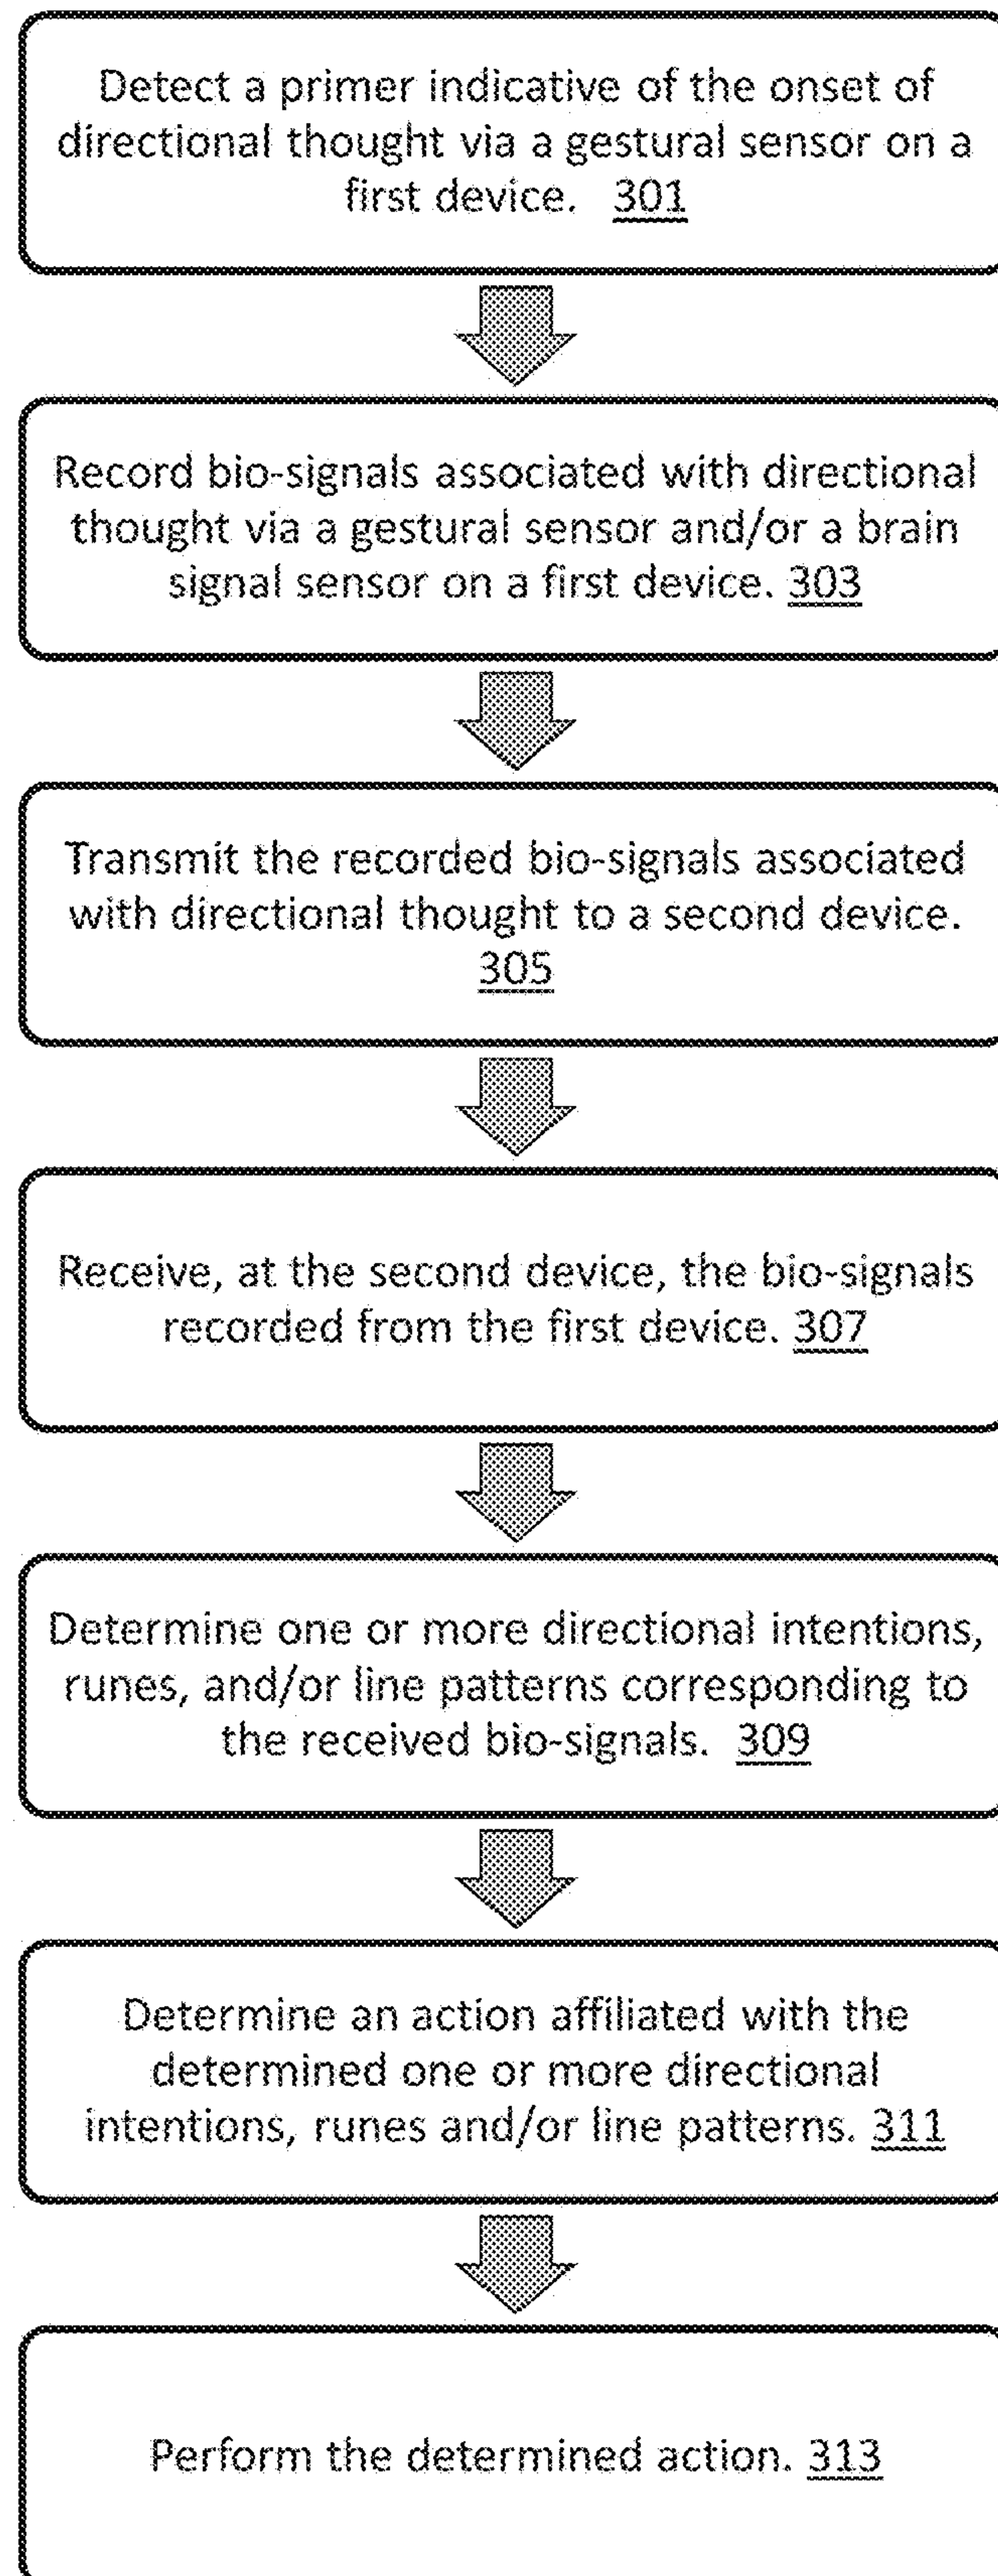 Detect a primer indicative of the onset of
directional thought via a gestural sensor on a
first device. 301
Record bio-signals associated with directional
thought via a gestural sensor and/or a brain
signal sensor on a first device. 303
Transmit the recorded bio-signals associated
with directional thought to a second device.
305
Receive, at the second device, the bio-signals
recorded from the first device. 307
Determine one or more directional intentions,
runes, and/or line patterns corresponding to
the received bio-signals. 309
Determine an action affiliated with the
determined one or more directional
intentions, runes and/or line patterns. 311
Perform the determined action. 313